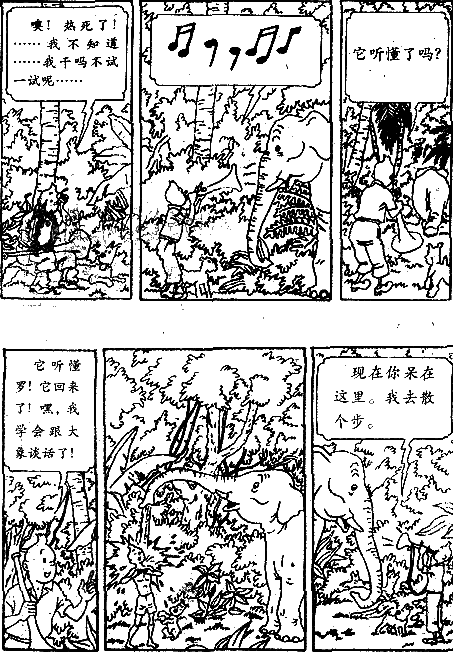 噢！热死了！
……我不知道
……我干吗不试
一试呢……
它听懂了吗？
它听懂
罗！它回来
了！嘿，我
学会跟大
象谈话了！
现在你呆在
这里。我去散
个步。